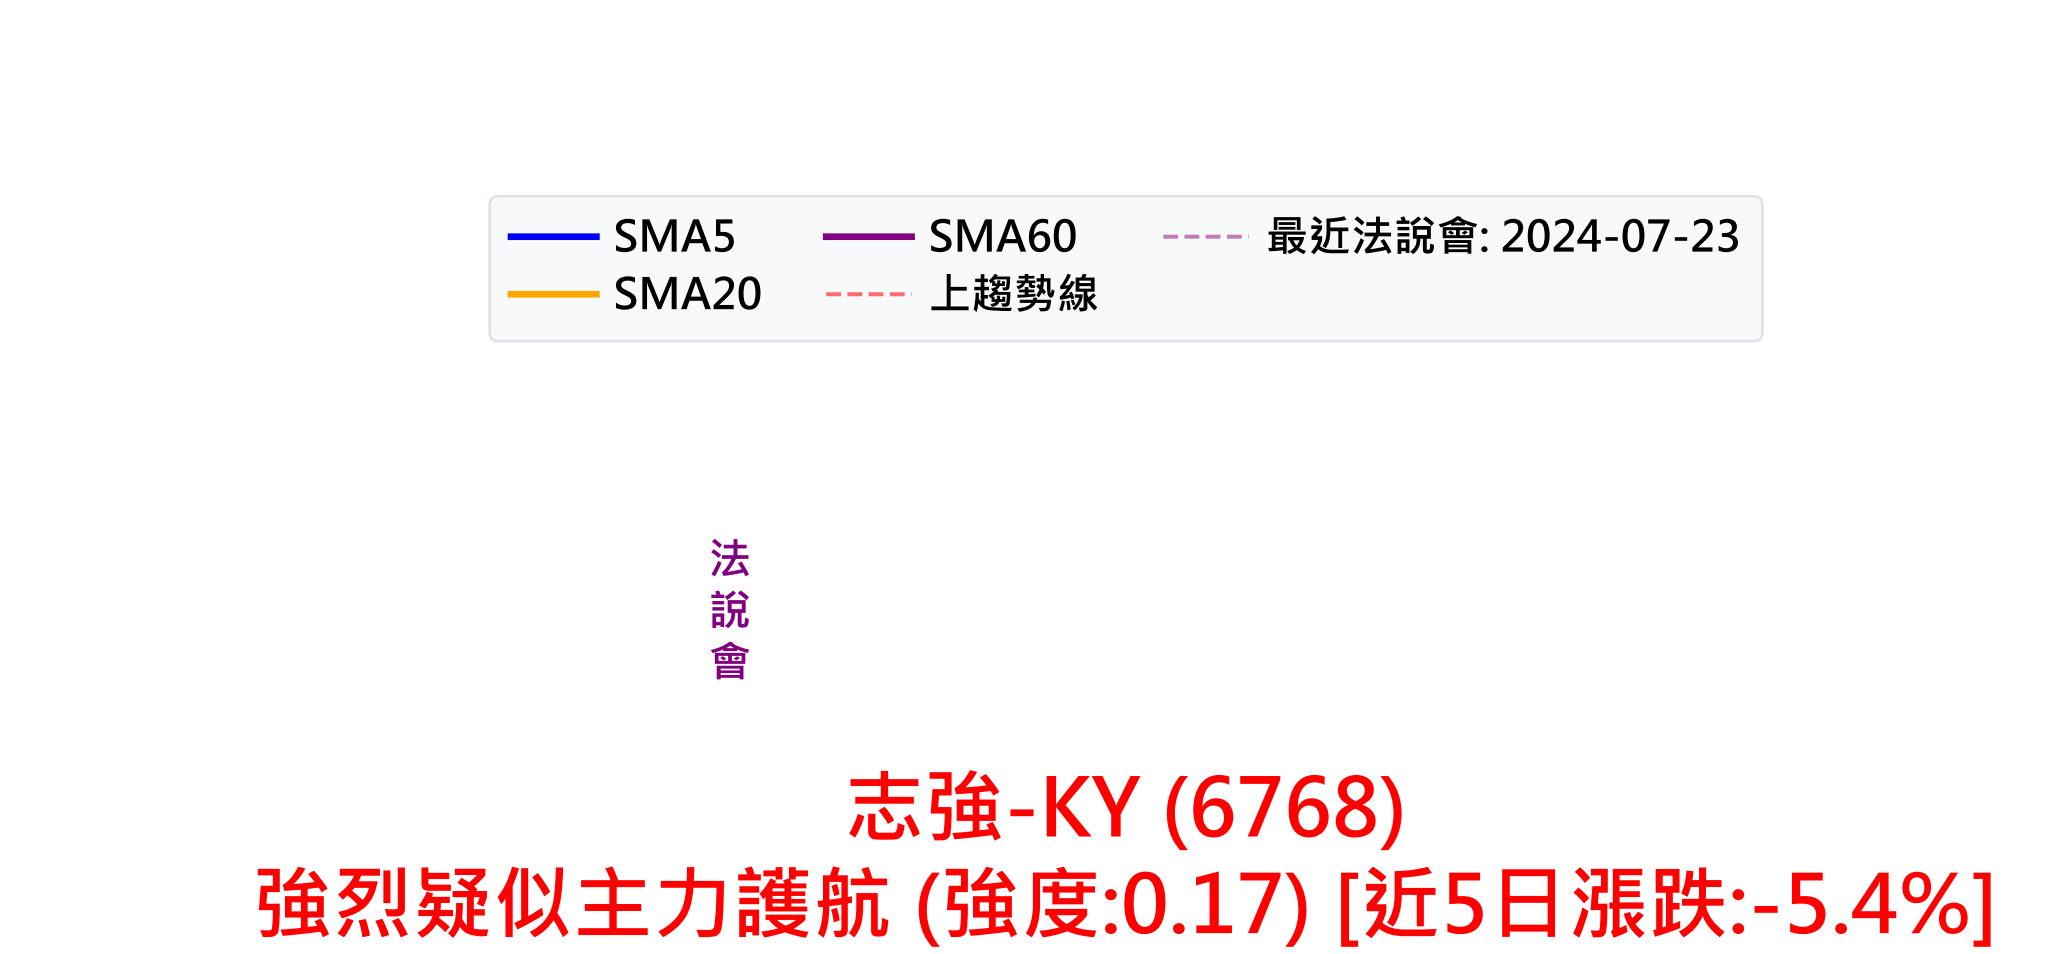 SMA5
SMA20
SMA60
上趨勢線
最近法說會: 2024-07-23
法說會
志強-KY (6768)
強烈疑似主力護航 (強度:0.17) [近5日漲跌:-5.4%]